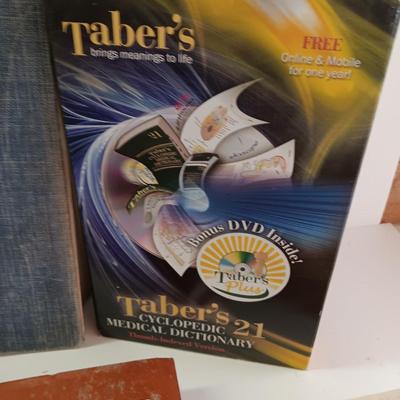 Taber's
brings meanings to life
FREE
Online & Mobile
for one year!
21
Bonus DVD Inside!
Taber's
Plus
Taber's 21
CYCLOPEDIC
MEDICAL DICTIONARY
Thumb-Indexed Version